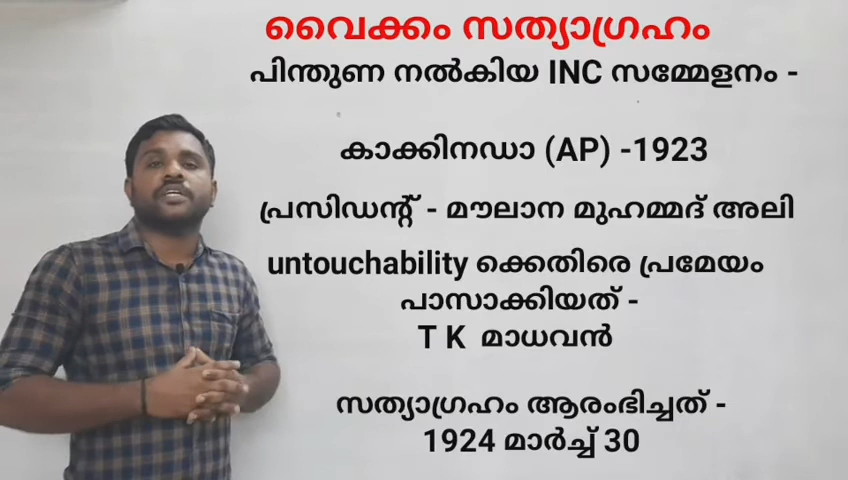 വൈക്കം സത്യാഗ്രഹം
പിന്തുണ നൽകിയ INC സമ്മേളനം -
കാക്കിനഡാ (AP) -1923
പ്രസിഡന്റ് - മൗലാന മുഹമ്മദ് അലി
untouchability ക്കെതിരെ പ്രമേയം
പാസാക്കിയത് -
T K മാധവൻ
സത്യാഗ്രഹം ആരംഭിച്ചത് -
1924 മാർച്ച് 30